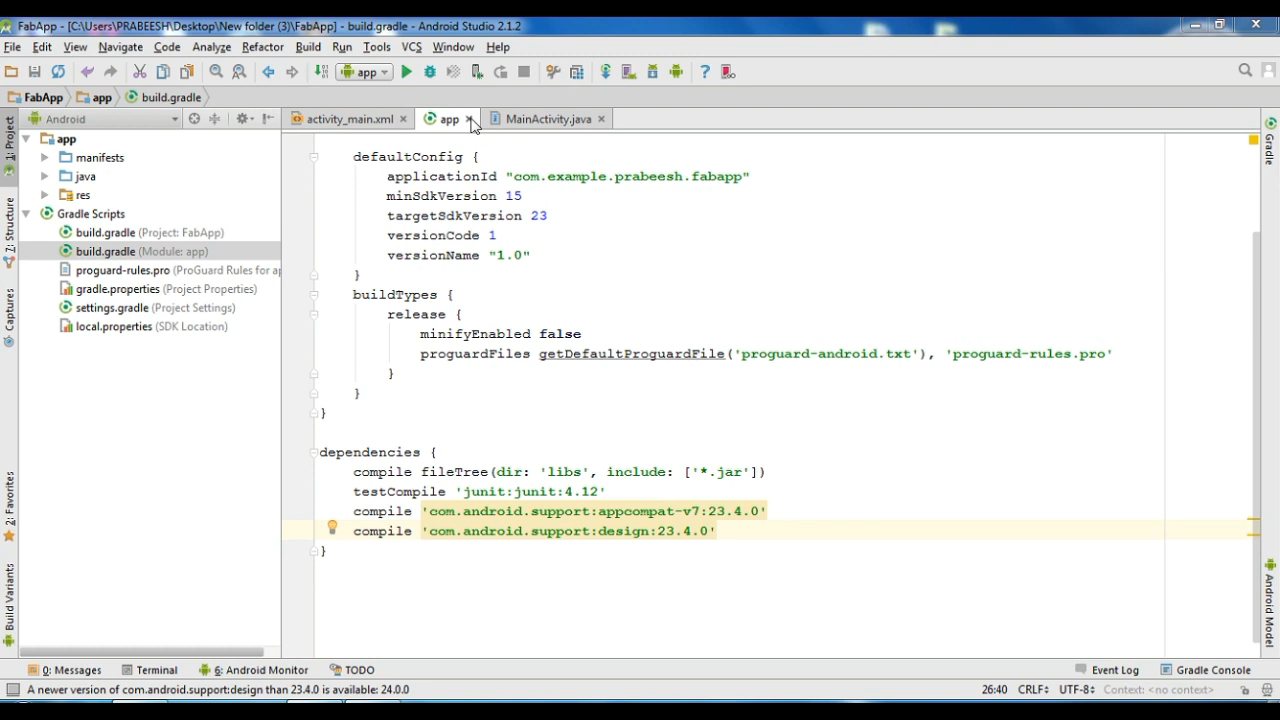 FabApp - [C:\Users\PRABEESH\Desktop\New folder (3)\FabApp] - build.gradle - Android Studio 2.1.2
File Edit View Navigate Code Analyze Refactor Build Run Tools VCS Window Help
app
FabApp app build.gradle
1: Project
Z: Structure
Captures
2: Favorites
Build Variants
Android
app
manifests
java
res
Gradle Scripts
build.gradle (Project: FabApp)
build.gradle (Module: app)
proguard-rules.pro (ProGuard Rules for ap
gradle.properties (Project Properties)
settings.gradle (Project Settings)
local.properties (SDK Location)
activity_main.xml app MainActivity.java
defaultConfig {
applicationId "com.example.prabeesh.fabapp"
minSdkVersion 15
targetSdkVersion 23
versionCode 1
versionName "1.0"
}
buildTypes {
release {
minifyEnabled false
proguardFiles getDefaultProguardFile('proguard-android.txt'), 'proguard-rules.pro'
}
}
}
dependencies {
compile fileTree(dir: 'libs', include: ['*.jar'])
testCompile 'junit:junit:4.12'
compile 'com.android.support:appcompat-v7:23.4.0'
compile 'com.android.support:design:23.4.0'
}
Gradle
Android Model
0: Messages Terminal 6: Android Monitor TODO Event Log Gradle Console
A newer version of com.android.support:design than 23.4.0 is available: 24.0.0 26:40 CRLF UTF-8 Context: <no context>